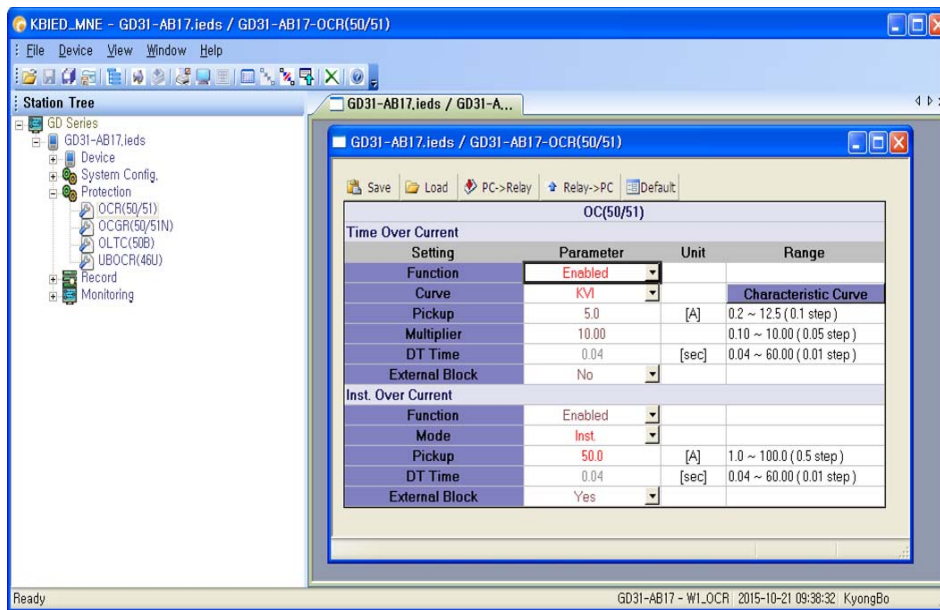 KBIED_MNE - GD31-AB17.ieds / GD31-AB17-OCR(50/51)
File Device View Window Help
Station Tree
GD Series
GD31-AB17.ieds
Device
System Config.
Protection
OCR(50/51)
OCGR(50/51N)
OLTC(50B)
UBOCR(46U)
Record
Monitoring
GD31-AB17.ieds / GD31-A...
GD31-AB17.ieds / GD31-AB17-OCR(50/51)
Save Load PC->Relay Relay->PC Default
OC(50/51)
Time Over Current
Setting Parameter Unit Range
Function Enabled
Curve KVI Characteristic Curve
Pickup 5.0 [A] 0.2 ~ 12.5 ( 0.1 step )
Multiplier 10.00 0.10 ~ 10.00 ( 0.05 step )
DT Time 0.04 [sec] 0.04 ~ 60.00 ( 0.01 step )
External Block No
Inst. Over Current
Function Enabled
Mode Inst.
Pickup 50.0 [A] 1.0 ~ 100.0 ( 0.5 step )
DT Time 0.04 [sec] 0.04 ~ 60.00 ( 0.01 step )
External Block Yes
Ready GD31-AB17 - W1_OCR 2015-10-21 09:38:32 KyongBo